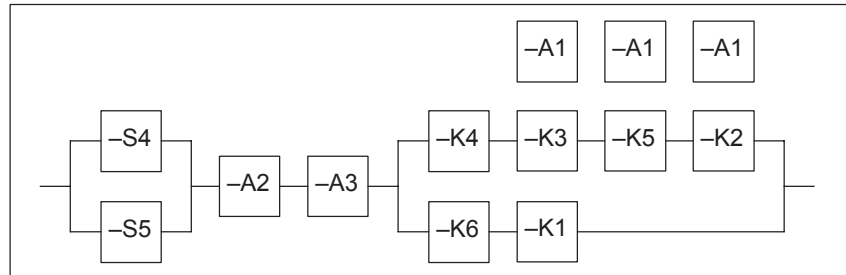 –A1 –A1 –A1
–S4 –K4 –K3 –K5 –K2
–A2 –A3
–S5 –K6 –K1